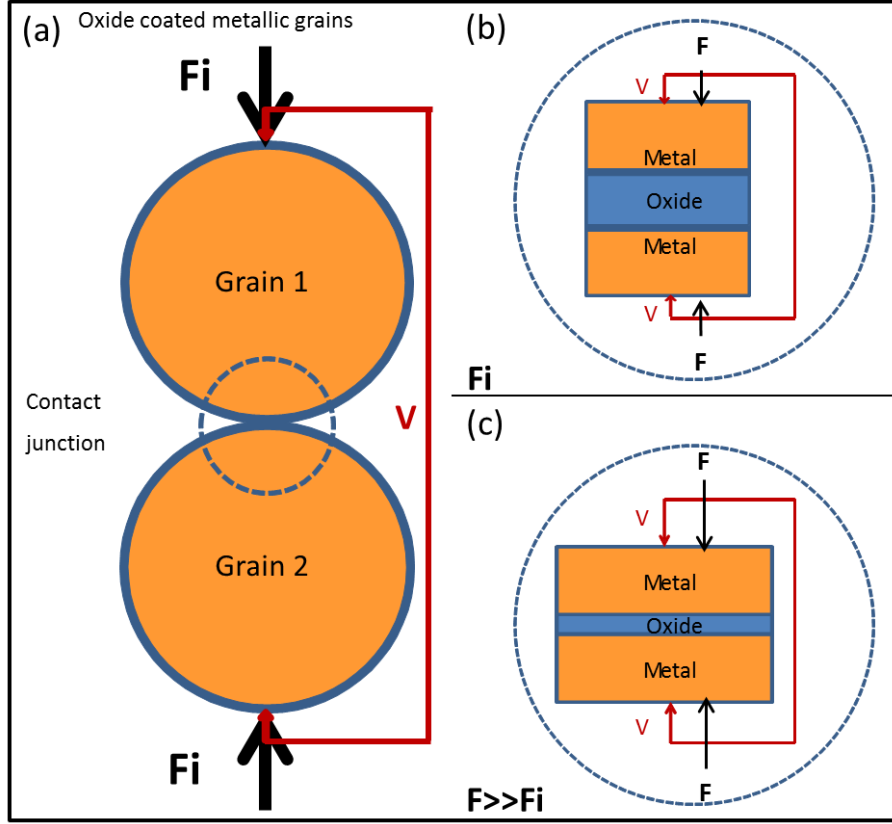 (a)
Oxide coated metallic grains
Fi
Grain 1
Contact
junction
V
Grain 2
Fi
(b)
F
V
Metal
Oxide
Metal
V
F
Fi
(c)
F
V
Metal
Oxide
Metal
V
F
F>>Fi